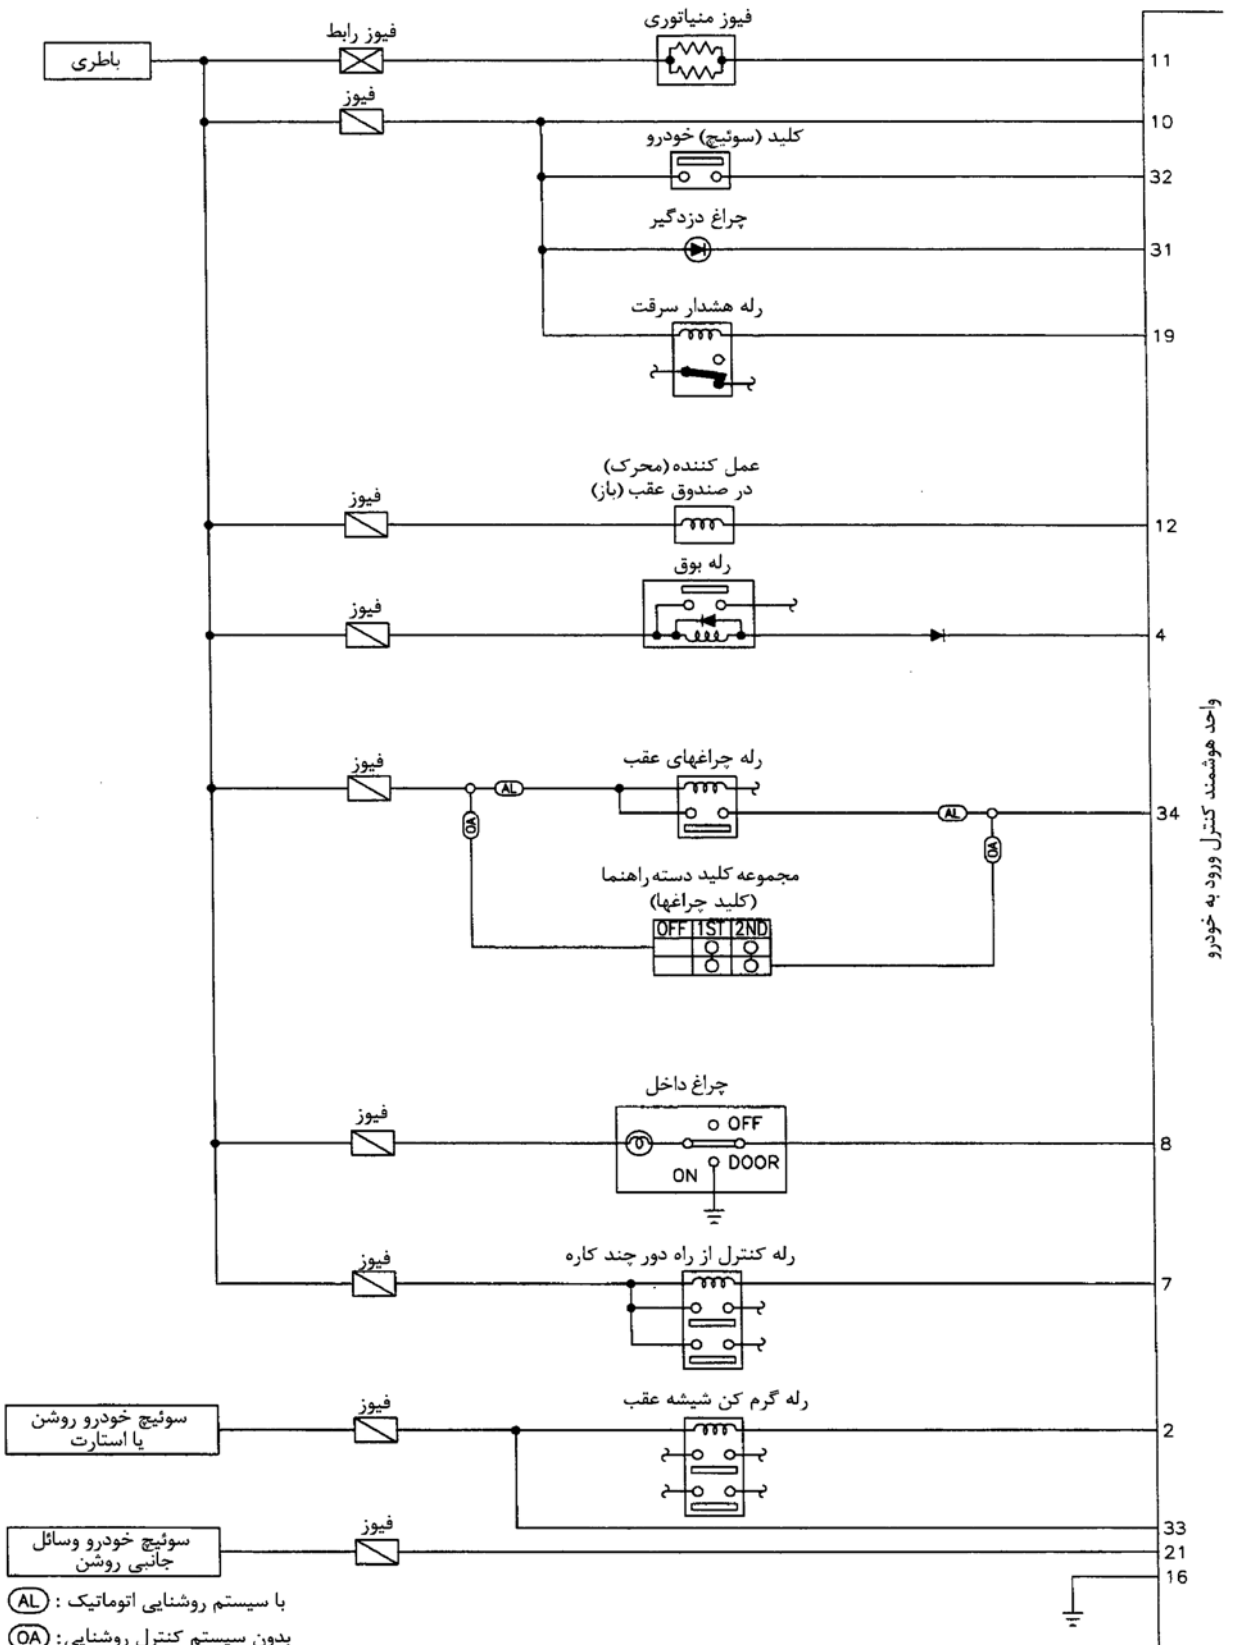 فیوز منیاتوری
فیوز رابط
باطری
11
فیوز
10
کلید (سوئیچ) خودرو
32
چراغ دزدگیر
31
رله هشدار سرقت
19
عمل کننده (محرک)
در صندوق عقب (باز)
فیوز
12
رله بوق
فیوز
4
رله چراغهای عقب
فیوز
AL
OA
AL
34
OA
مجموعه کلید دسته راهنما
(کلید چراغها)
OFF 1ST 2ND
واحد هوشمند کنترل ورود به خودرو
چراغ داخل
فیوز
OFF
8
DOOR
ON
رله کنترل از راه دور چند کاره
فیوز
7
رله گرم کن شیشه عقب
فیوز
سوئیچ خودرو روشن
یا استارت
2
33
فیوز
سوئیچ خودرو وسائل
جانبی روشن
21
16
با سیستم روشنایی اتوماتیک : AL
بدون سیستم کنترل روشنایی: OA